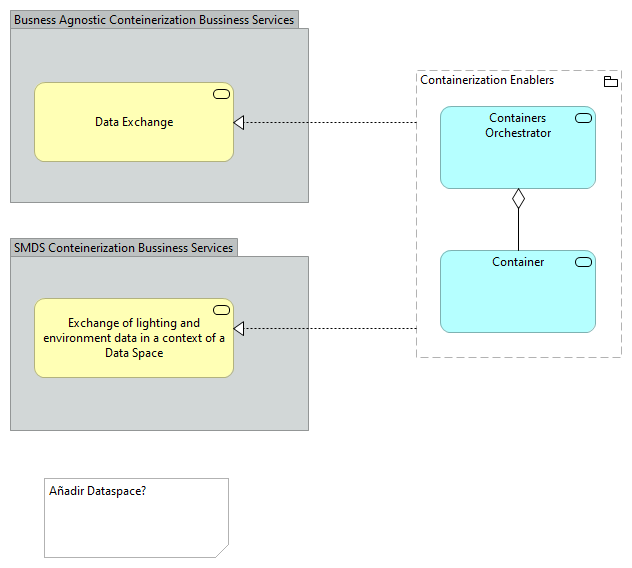 Busness Agnostic Conteinerization Bussiness Services
Data Exchange
Containerization Enablers
Containers
Orchestrator
Container
SMDS Conteinerization Bussiness Services
Exchange of lighting and
environment data in a context of a
Data Space
Añadir Dataspace?